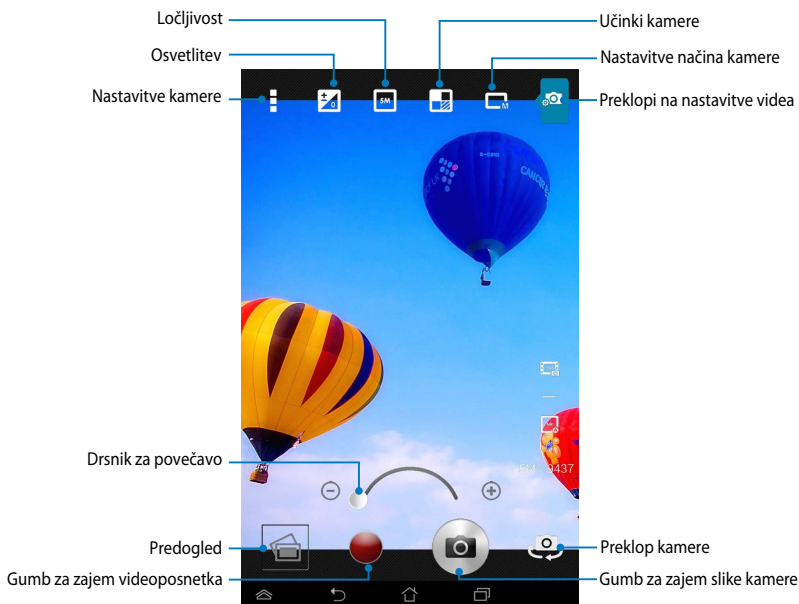 Ločljivost
Učinki kamere
Osvetlitev
Nastavitve načina kamere
Nastavitve kamere
Preklopi na nastavitve videa
5M
M
Drsnik za povečavo
Predogled
Preklop kamere
Gumb za zajem videoposnetka
Gumb za zajem slike kamere